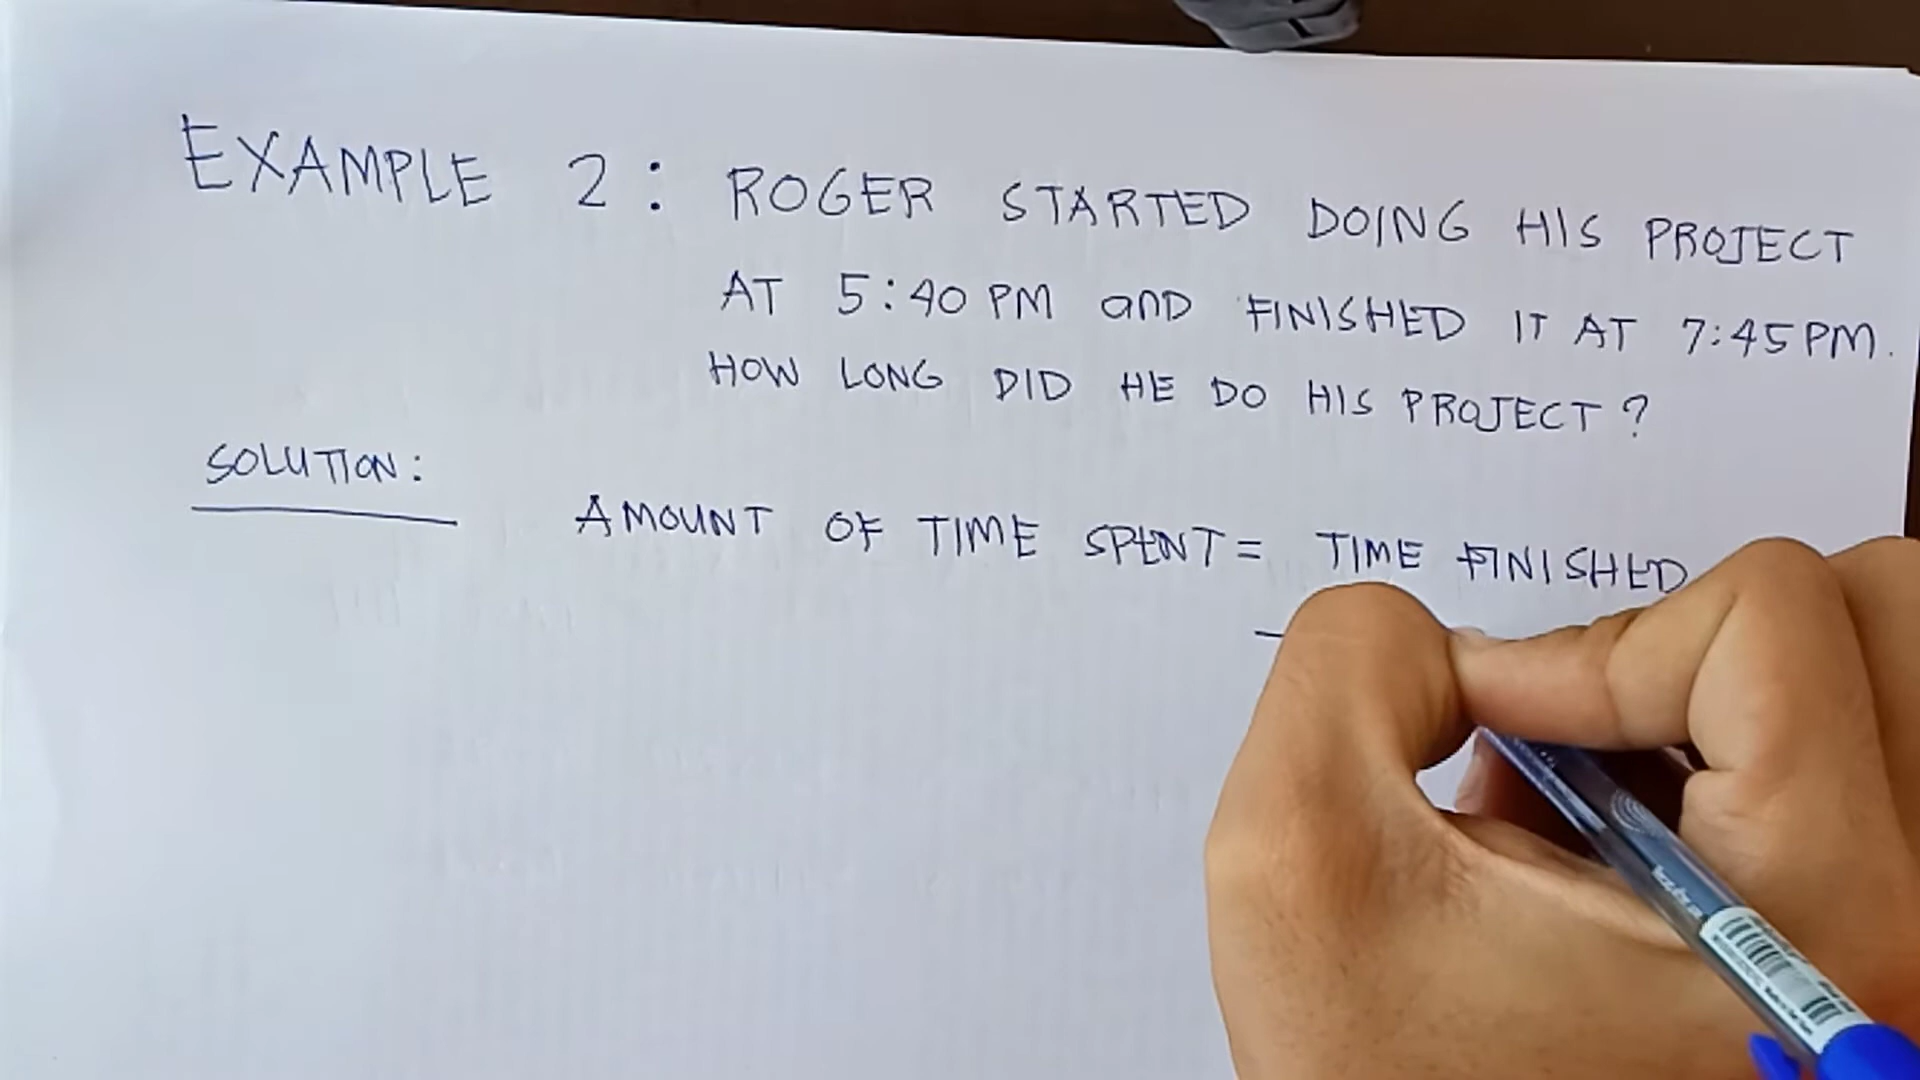 EXAMPLE 2: ROGER STARTED DOING HIS PROJECT
AT 5:40 PM and FINISHED IT AT 7:45 PM.
HOW LONG DID HE DO HIS PROJECT?
SOLUTION:
AMOUNT OF TIME SPENT = TIME FINISHED
—